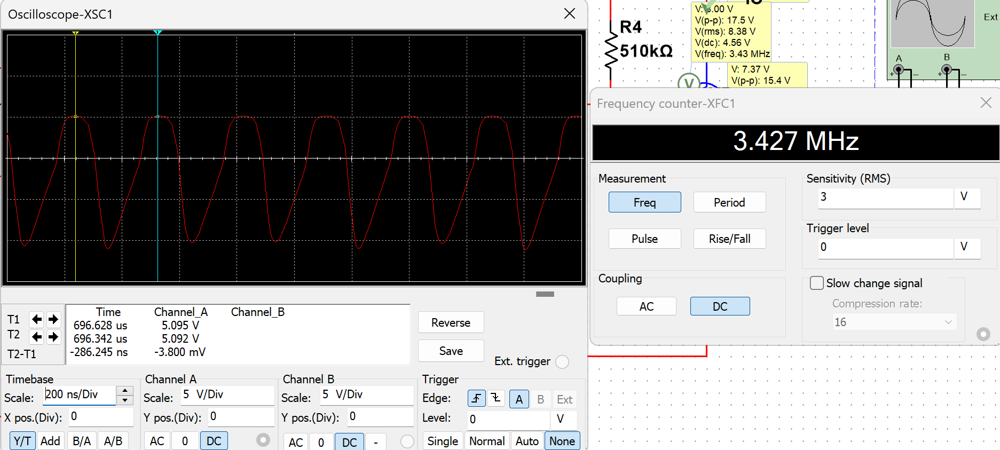 Oscilloscope-XSC1
Time Channel_A Channel_B
T1 696.628 us 5.095 V
T2 696.342 us 5.092 V
T2-T1 -286.245 ns -3.800 mV
Reverse
Save
Ext. trigger
Timebase
Scale: 200 ns/Div
X pos.(Div): 0
Y/T Add B/A A/B
Channel A
Scale: 5 V/Div
Y pos.(Div): 0
AC 0 DC
Channel B
Scale: 5 V/Div
Y pos.(Div): 0
AC 0 DC -
Trigger
Edge: A B Ext
Level: 0 V
Single Normal Auto None
R4
510kΩ
V(p-p): 17.5 V
V(rms): 8.38 V
V(dc): 4.56 V
V(freq): 3.43 MHz
V
V: 7.37 V
V(p-p): 15.4 V
Ext
A B
+ − + −
Frequency counter-XFC1
3.427 MHz
Measurement
Freq Period
Pulse Rise/Fall
Coupling
AC DC
Sensitivity (RMS)
3 V
Trigger level
0 V
Slow change signal
Compression rate:
16